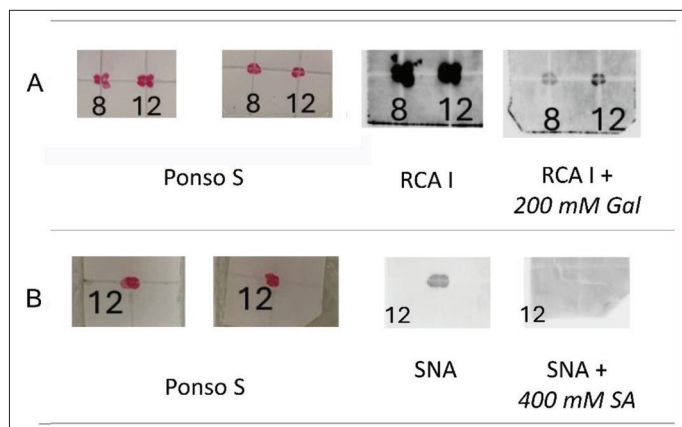 A
8 12
8 12
8 12
8 12
Ponso S
RCA I
RCA I +
200 mM Gal
B
12
12
12
12
Ponso S
SNA
SNA +
400 mM SA